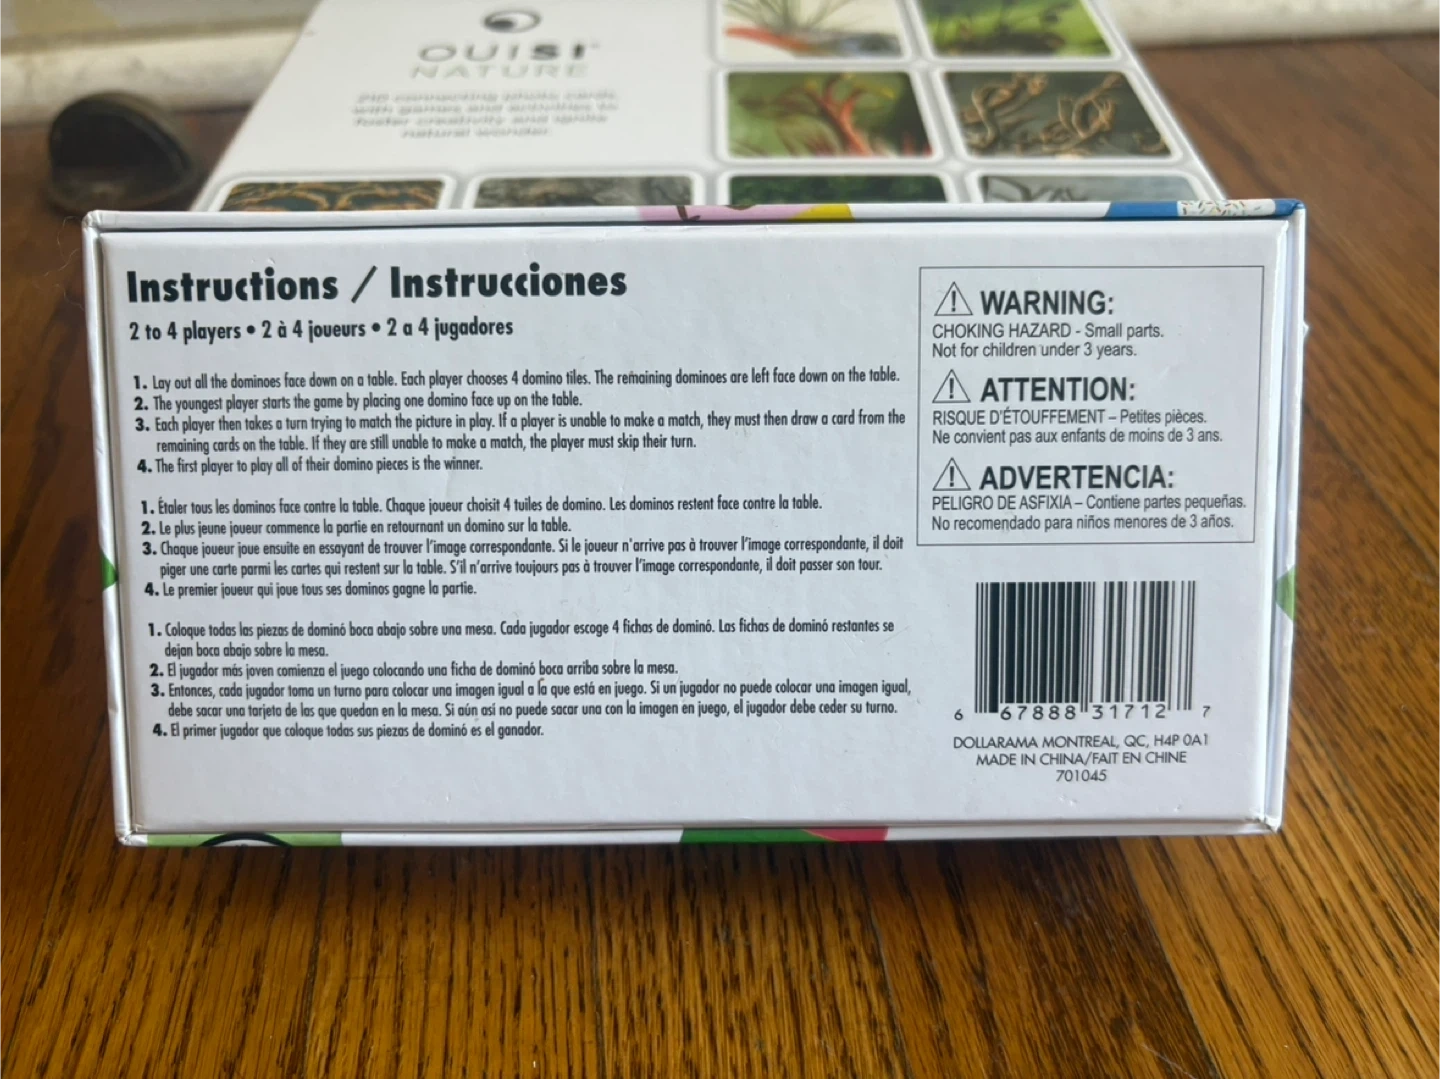 OUISI
NATURE
210 connecting photo cards
with games and activities to
foster creativity and ignite
natural wonder.
Instructions / Instrucciones
2 to 4 players • 2 à 4 joueurs • 2 a 4 jugadores
1. Lay out all the dominoes face down on a table. Each player chooses 4 domino tiles. The remaining dominoes are left face down on the table.
2. The youngest player starts the game by placing one domino face up on the table.
3. Each player then takes a turn trying to match the picture in play. If a player is unable to make a match, they must then draw a card from the
remaining cards on the table. If they are still unable to make a match, the player must skip their turn.
4. The first player to play all of their domino pieces is the winner.
1. Étaler tous les dominos face contre la table. Chaque joueur choisit 4 tuiles de domino. Les dominos restent face contre la table.
2. Le plus jeune joueur commence la partie en retournant un domino sur la table.
3. Chaque joueur joue ensuite en essayant de trouver l'image correspondante. Si le joueur n'arrive pas à trouver l'image correspondante, il doit
piger une carte parmi les cartes qui restent sur la table. S'il n'arrive toujours pas à trouver l'image correspondante, il doit passer son tour.
4. Le premier joueur qui joue tous ses dominos gagne la partie.
1. Coloque todas las piezas de dominó boca abajo sobre una mesa. Cada jugador escoge 4 fichas de dominó. Las fichas de dominó restantes se
dejan boca abajo sobre la mesa.
2. El jugador más joven comienza el juego colocando una ficha de dominó boca arriba sobre la mesa.
3. Entonces, cada jugador toma un turno para colocar una imagen igual a la que está en juego. Si un jugador no puede colocar una imagen igual,
debe sacar una tarjeta de las que quedan en la mesa. Si aún así no puede sacar una con la imagen en juego, el jugador debe ceder su turno.
4. El primer jugador que coloque todas sus piezas de dominó es el ganador.
WARNING:
CHOKING HAZARD - Small parts.
Not for children under 3 years.
ATTENTION:
RISQUE D'ÉTOUFFEMENT – Petites pièces.
Ne convient pas aux enfants de moins de 3 ans.
ADVERTENCIA:
PELIGRO DE ASFIXIA – Contiene partes pequeñas.
No recomendado para niños menores de 3 años.
6 67888 31712 7
DOLLARAMA MONTREAL, QC, H4P 0A1
MADE IN CHINA/FAIT EN CHINE
701045